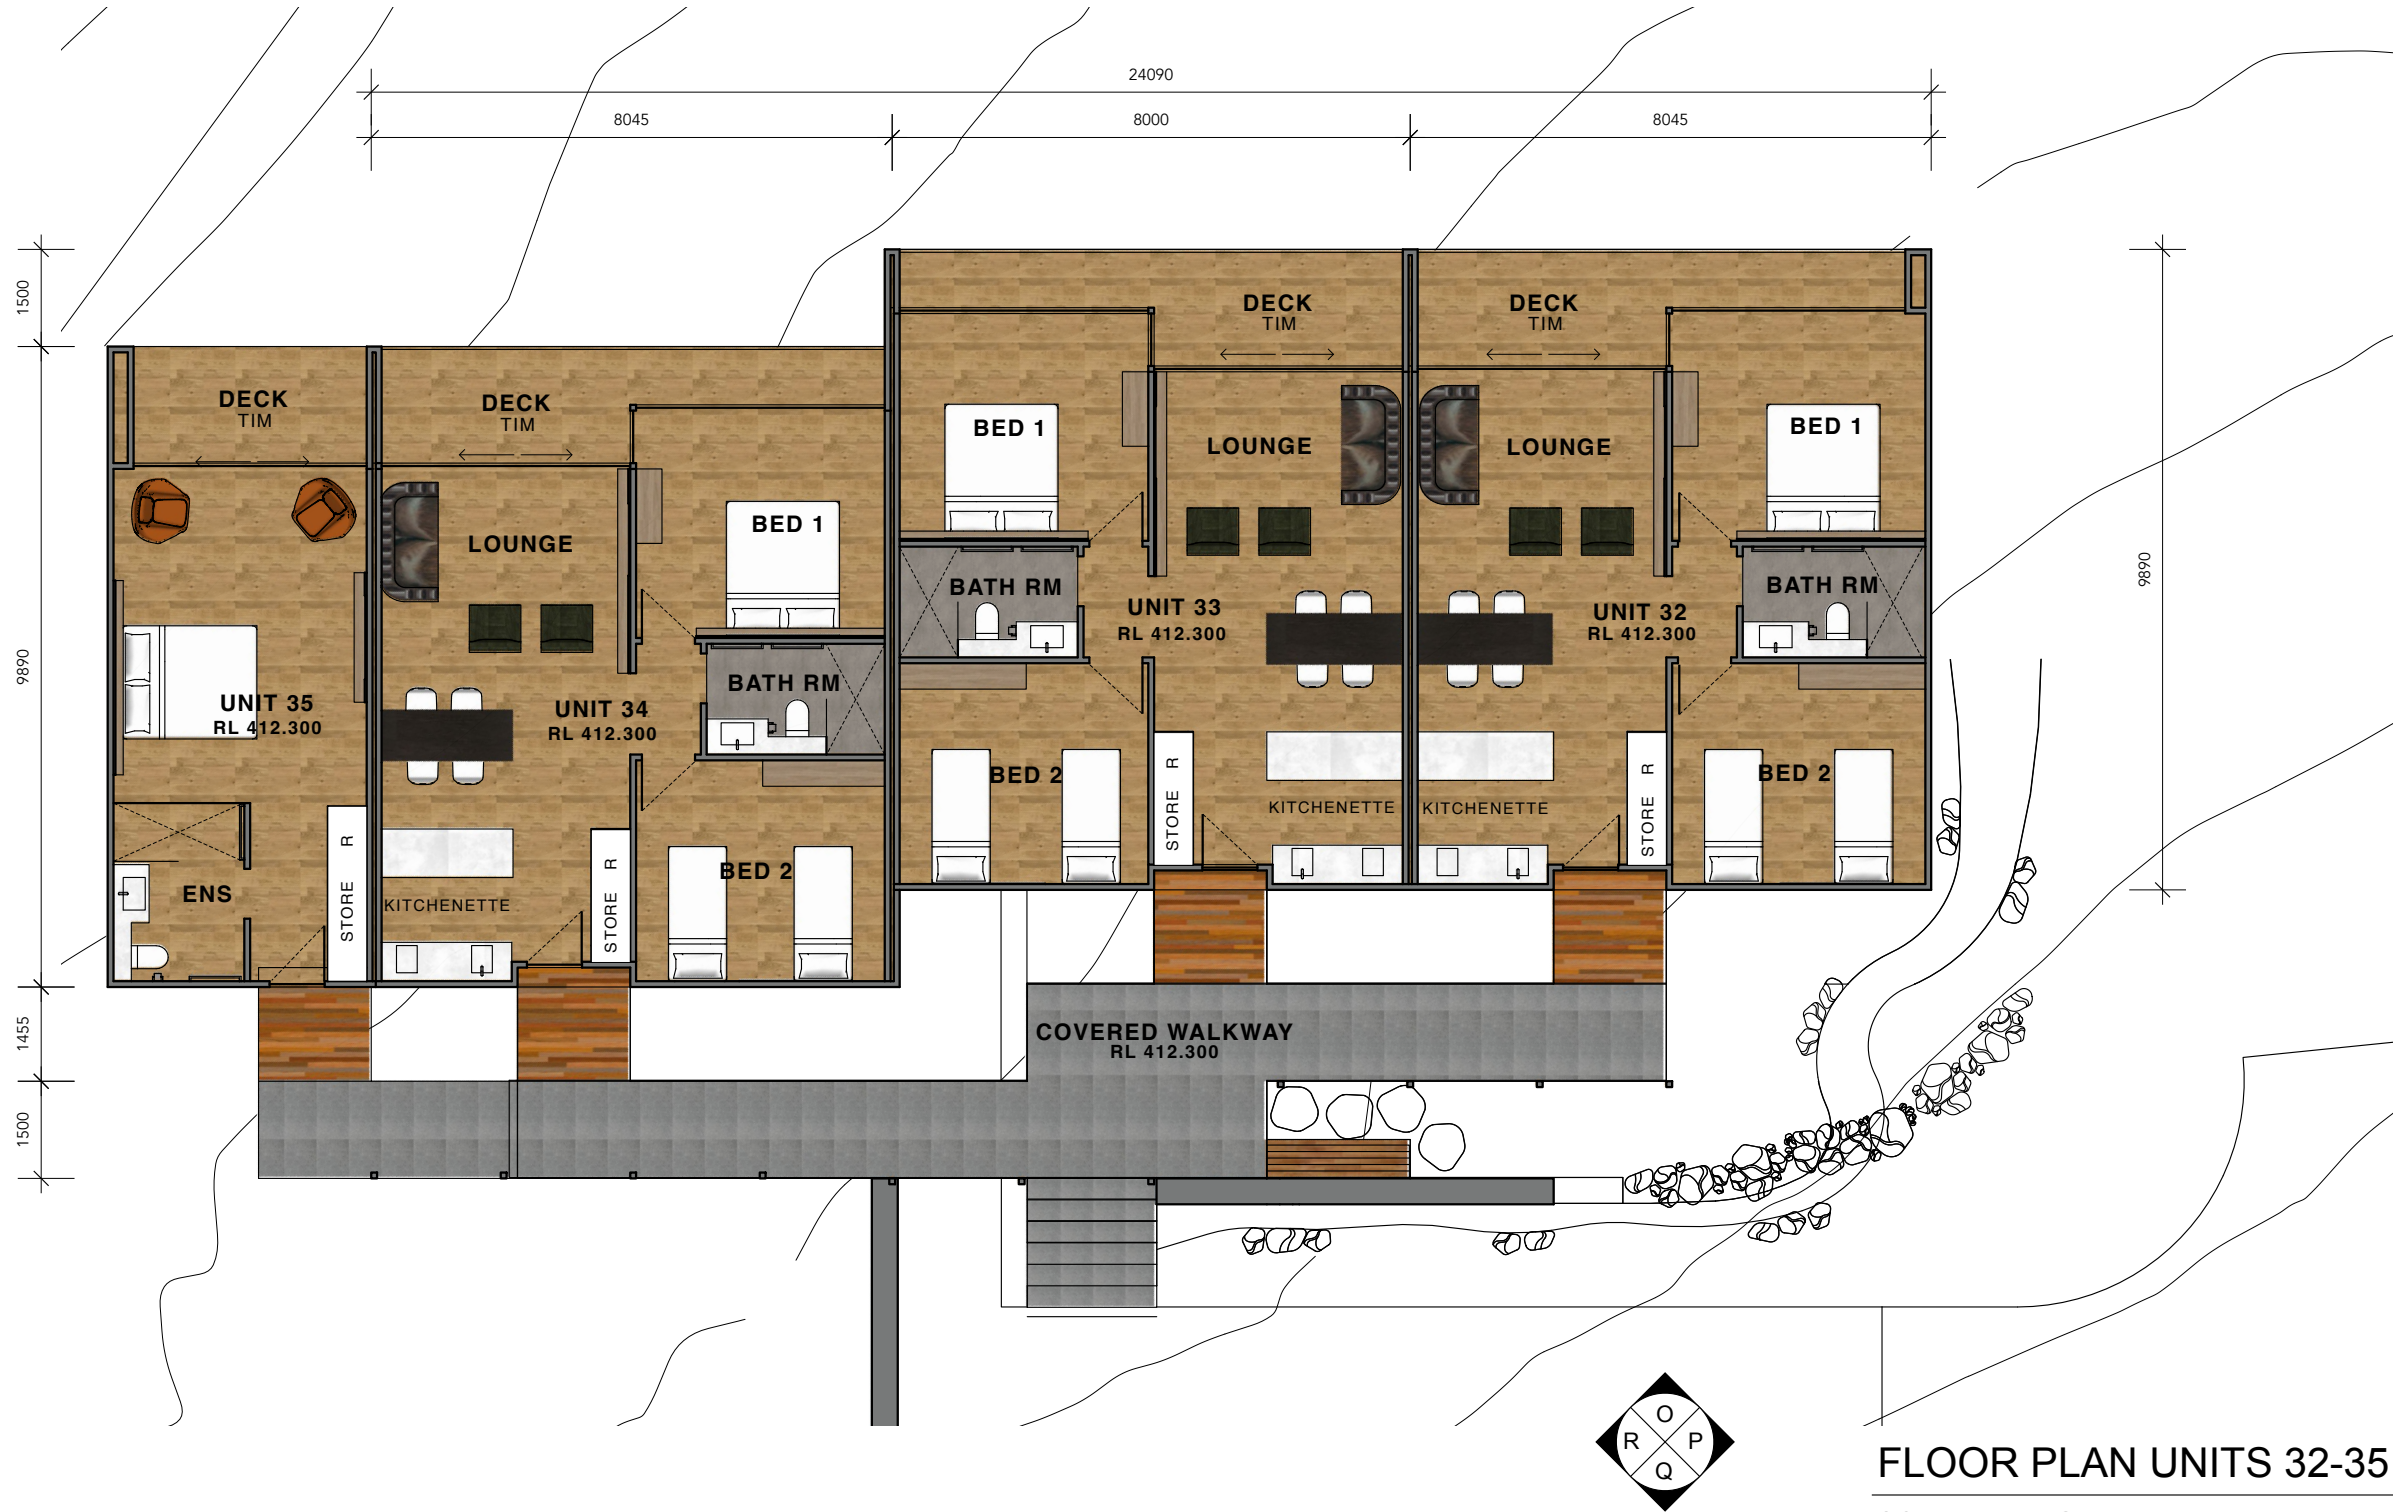 24090
8045
8000
8045
1500
9890
1455
1500
9890
DECK
TIM
DECK
TIM
DECK
TIM
DECK
TIM
BED 1
LOUNGE
LOUNGE
BED 1
LOUNGE
BED 1
BATH RM
UNIT 33
RL 412.300
UNIT 32
RL 412.300
BATH RM
UNIT 35
RL 412.300
UNIT 34
RL 412.300
BATH RM
BED 2
STORE R
KITCHENETTE
KITCHENETTE
STORE R
BED 2
ENS
STORE R
KITCHENETTE
STORE R
BED 2
COVERED WALKWAY
RL 412.300
O
R
P
Q
FLOOR PLAN UNITS 32-35